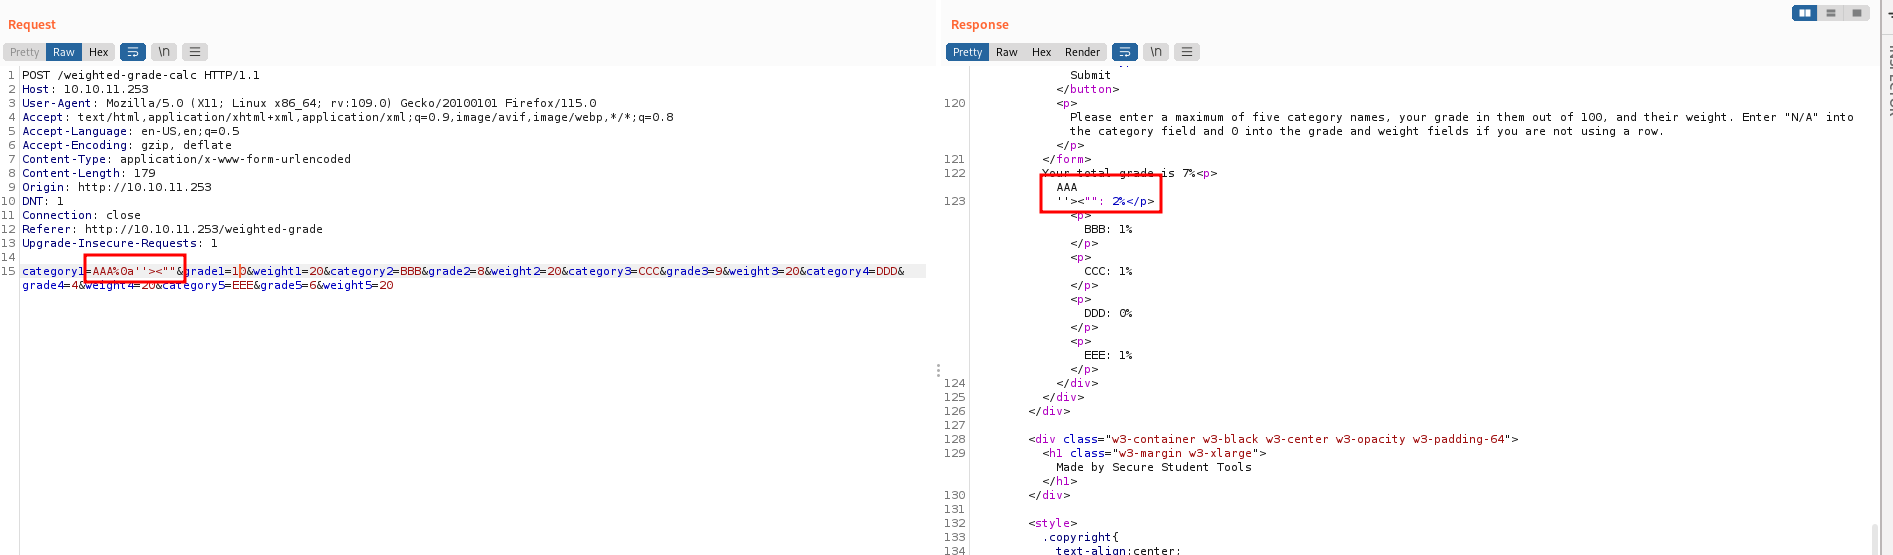 Request
Pretty Raw Hex \n
1 POST /weighted-grade-calc HTTP/1.1
2 Host: 10.10.11.253
3 User-Agent: Mozilla/5.0 (X11; Linux x86_64; rv:109.0) Gecko/20100101 Firefox/115.0
4 Accept: text/html,application/xhtml+xml,application/xml;q=0.9,image/avif,image/webp,*/*;q=0.8
5 Accept-Language: en-US,en;q=0.5
6 Accept-Encoding: gzip, deflate
7 Content-Type: application/x-www-form-urlencoded
8 Content-Length: 179
9 Origin: http://10.10.11.253
10 DNT: 1
11 Connection: close
12 Referer: http://10.10.11.253/weighted-grade
13 Upgrade-Insecure-Requests: 1
14
15 category1=AAA%0a''><""&grade1=10&weight1=20&category2=BBB&grade2=8&weight2=20&category3=CCC&grade3=9&weight3=20&category4=DDD&
grade4=4&weight4=20&category5=EEE&grade5=6&weight5=20
Response
Pretty Raw Hex Render \n
Submit
</button>
120 <p>
Please enter a maximum of five category names, your grade in them out of 100, and their weight. Enter "N/A" into
the category field and 0 into the grade and weight fields if you are not using a row.
</p>
121 </form>
122 Your total grade is 7%<p>
AAA
123 ''><"": 2%</p>
<p>
BBB: 1%
</p>
<p>
CCC: 1%
</p>
<p>
DDD: 0%
</p>
<p>
EEE: 1%
</p>
124 </div>
125 </div>
126 </div>
127
128 <div class="w3-container w3-black w3-center w3-opacity w3-padding-64">
129 <h1 class="w3-margin w3-xlarge">
Made by Secure Student Tools
</h1>
130 </div>
131
132 <style>
133 .copyright{
134 text-align:center;